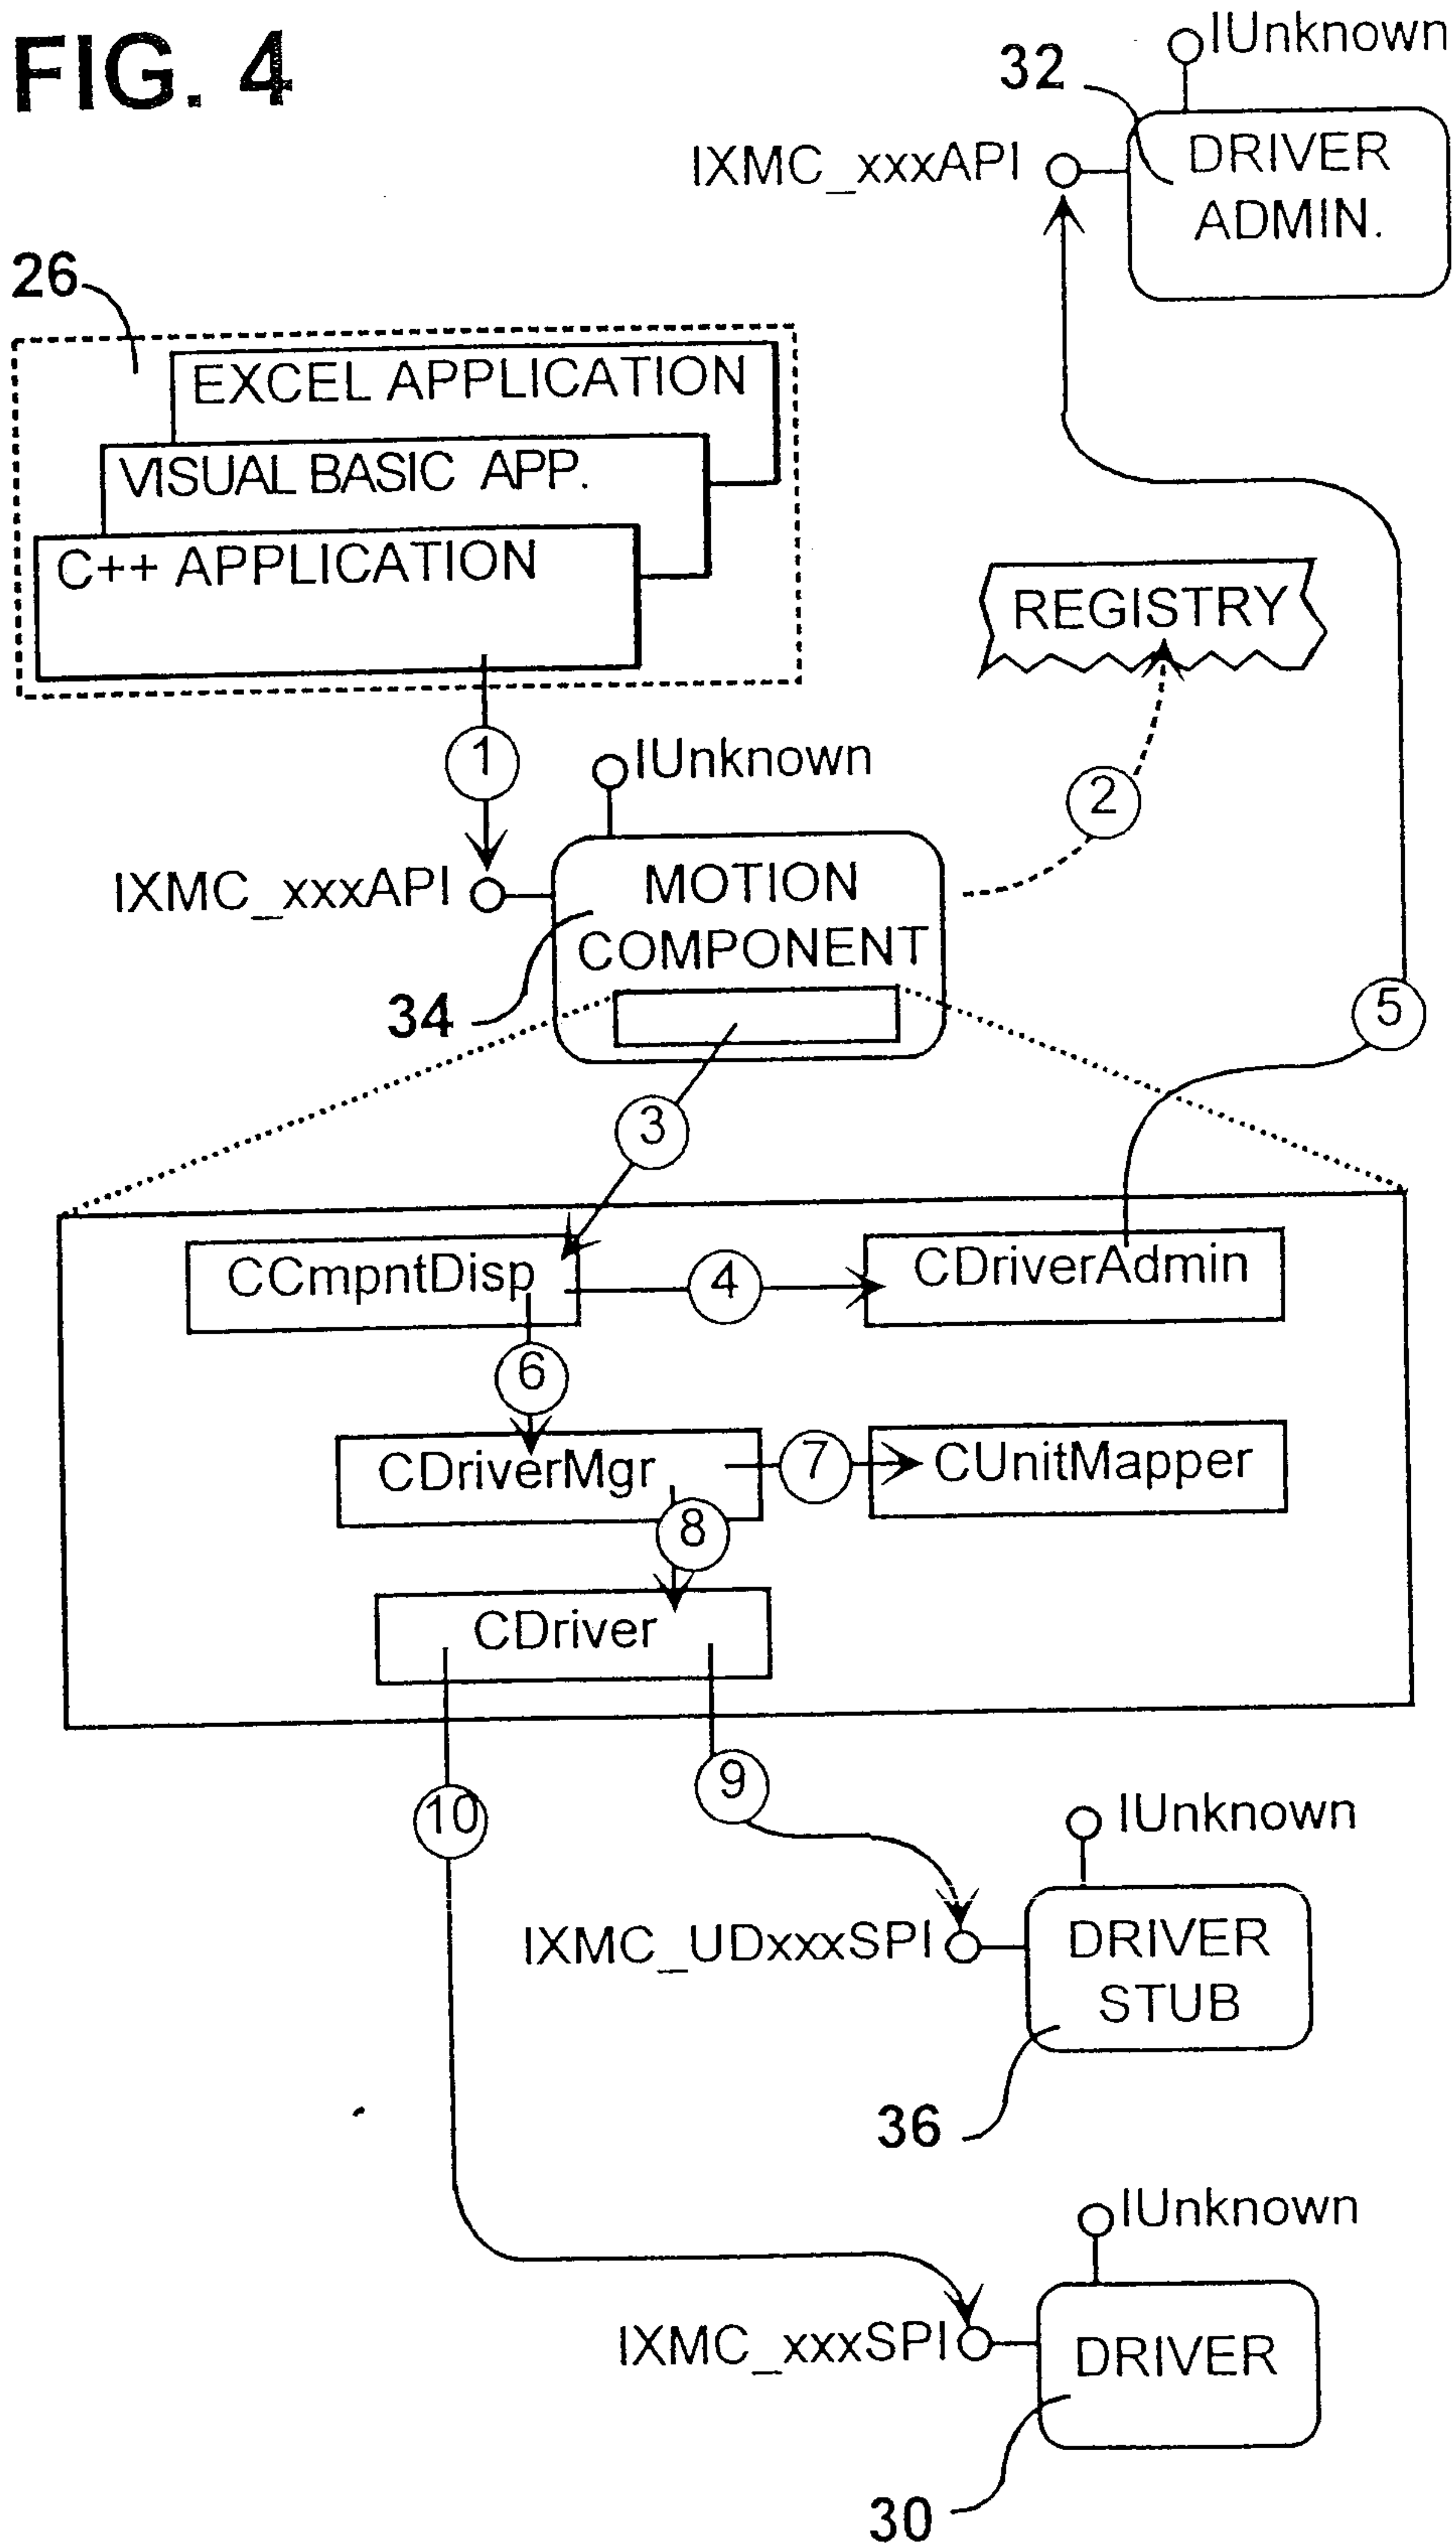 FIG. 4
IUnknown
32
IXMC_xxxAPI
DRIVER
ADMIN.
26
EXCEL APPLICATION
VISUAL BASIC APP.
C++ APPLICATION
REGISTRY
1
IUnknown
2
IXMC_xxxAPI
MOTION
COMPONENT
34
5
3
CCmpntDisp
4
CDriverAdmin
6
CDriverMgr
7
CUnitMapper
8
CDriver
9
10
IUnknown
IXMC_UDxxxSPI
DRIVER
STUB
36
IUnknown
IXMC_xxxSPI
DRIVER
30